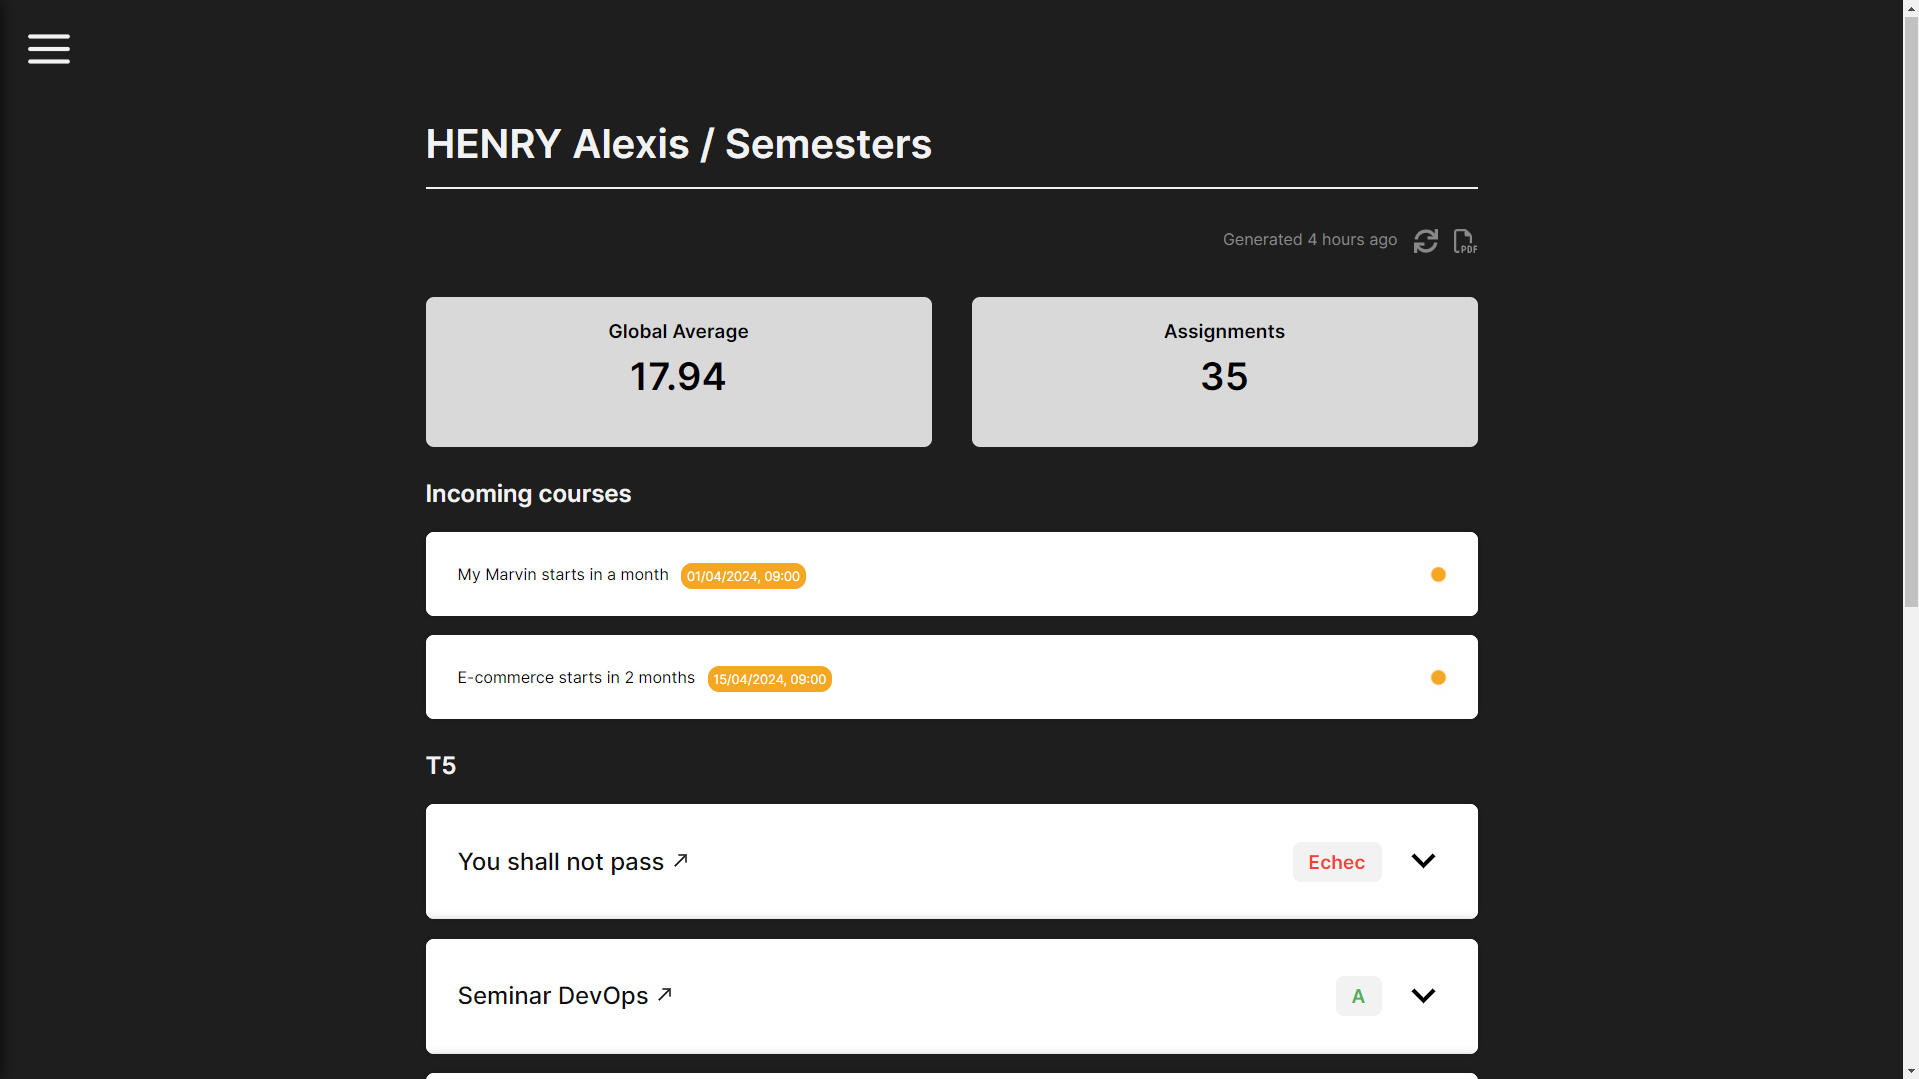 HENRY Alexis / Semesters
Generated 4 hours ago
PDF
Global Average
17.94
Assignments
35
Incoming courses
My Marvin starts in a month 01/04/2024, 09:00
E-commerce starts in 2 months 15/04/2024, 09:00
T5
You shall not pass Echec
Seminar DevOps A